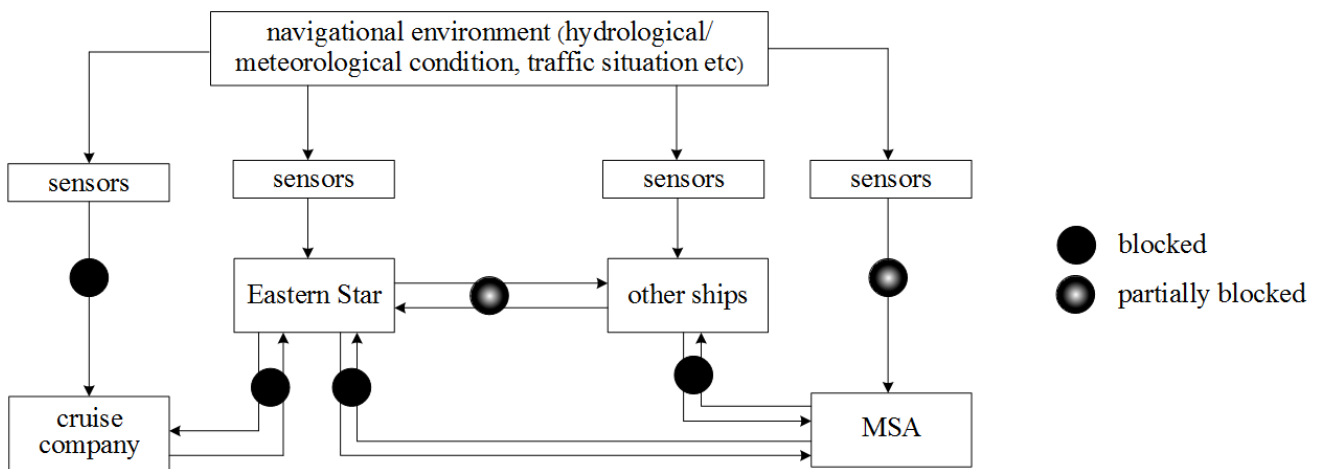 navigational environment (hydrological/
meteorological condition, traffic situation etc)
sensors
sensors
sensors
sensors
blocked
Eastern Star
other ships
partially blocked
cruise
company
MSA